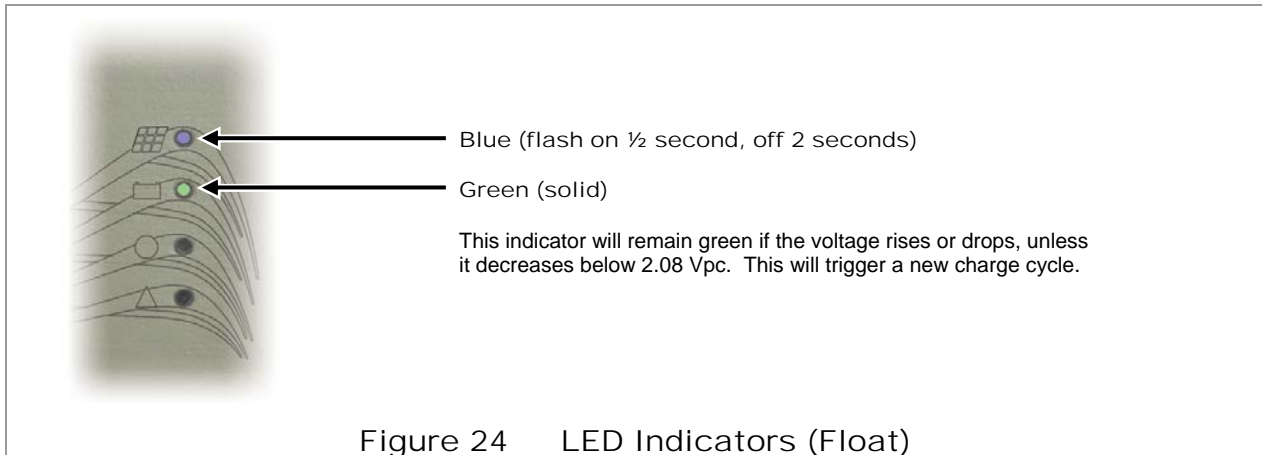 Blue (flash on ½ second, off 2 seconds)
Green (solid)
This indicator will remain green if the voltage rises or drops, unless
it decreases below 2.08 Vpc.  This will trigger a new charge cycle.
Figure 24 LED Indicators (Float)